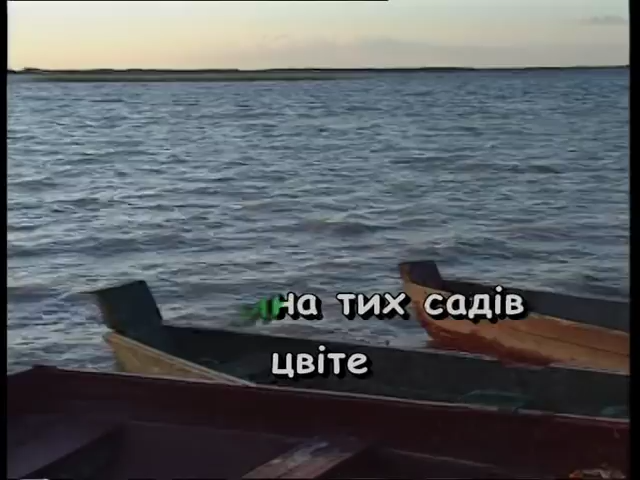 на тих садів
цвіте